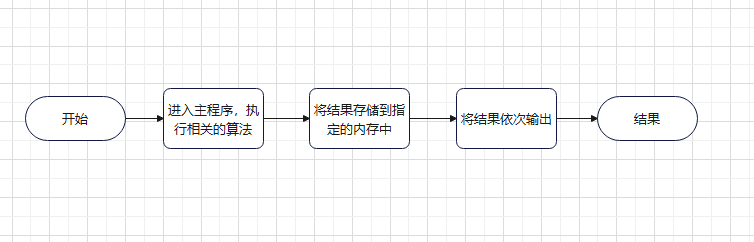 开始
进入主程序，执
行相关的算法
将结果存储到指
定的内存中
将结果依次输出
结果